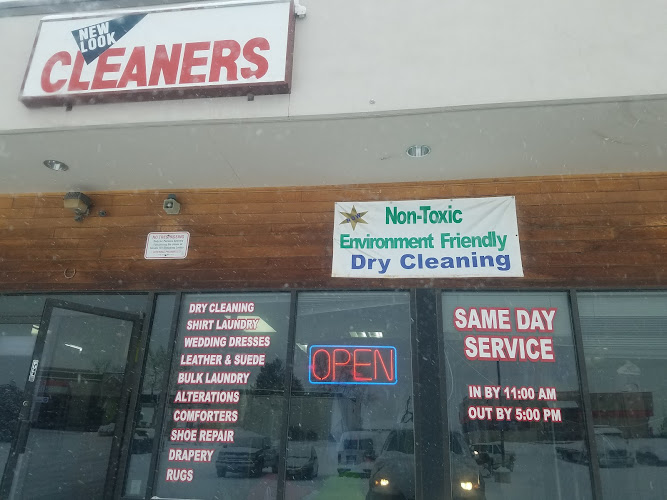 NEW
LOOK
CLEANERS
Non-Toxic
Environment Friendly
Dry Cleaning
DRY CLEANING
SHIRT LAUNDRY
WEDDING DRESSES
LEATHER & SUEDE
BULK LAUNDRY
ALTERATIONS
COMFORTERS
SHOE REPAIR
DRAPERY
RUGS
OPEN
SAME DAY
SERVICE
IN BY 11:00 AM
OUT BY 5:00 PM